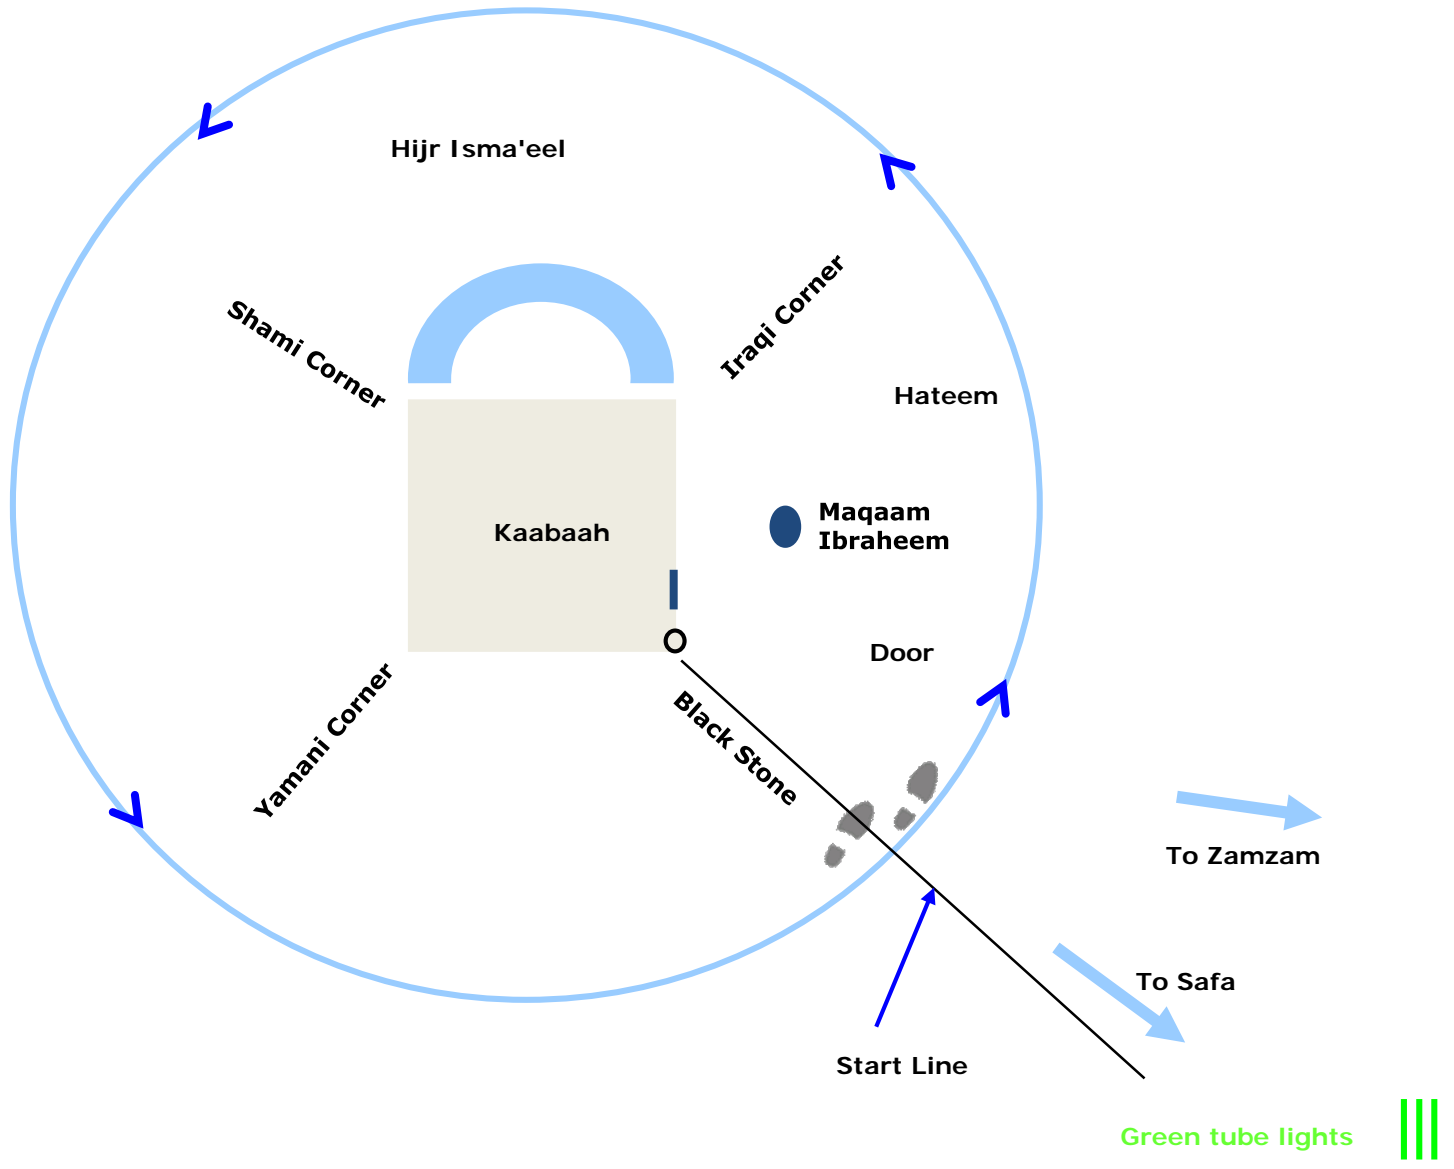 Hijr Isma'eel
Shami Corner
Iraqi Corner
Hateem
Maqaam
Ibraheem
Kaabaah
Door
Yamani Corner
Black Stone
To Zamzam
To Safa
Start Line
Green tube lights